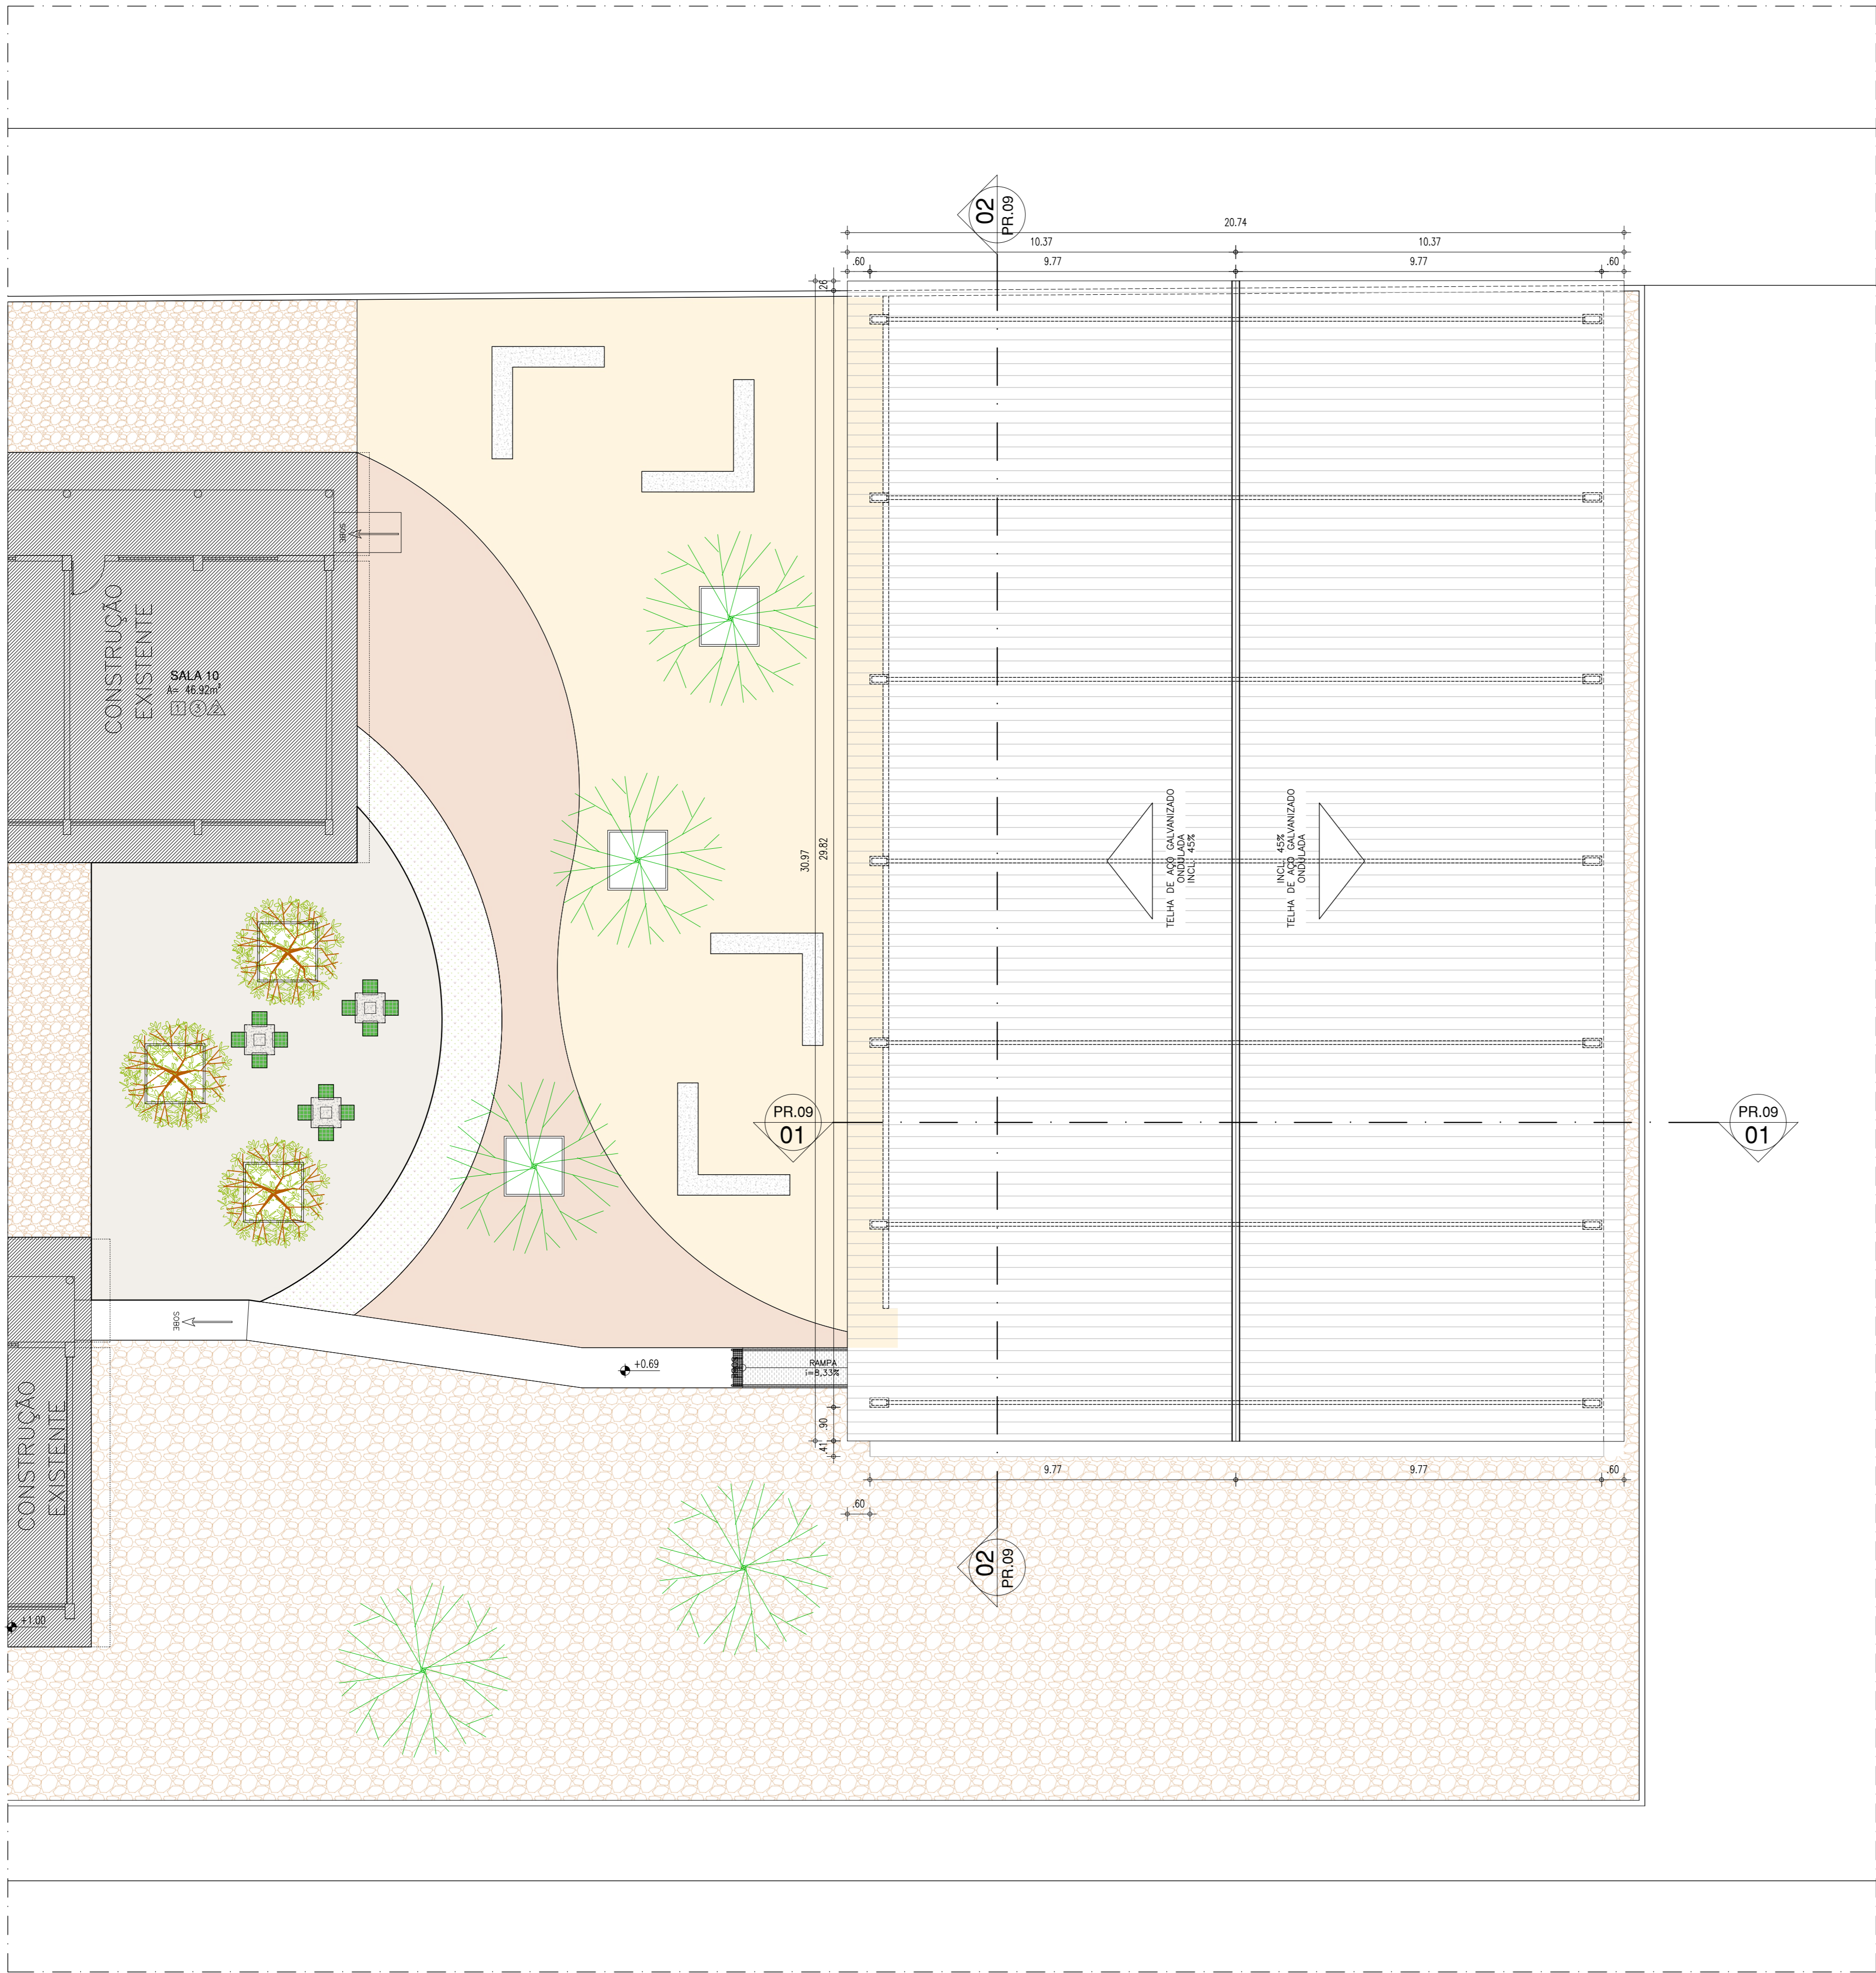 02
PR.09
20.74
10.37
10.37
.60
9.77
9.77
.60
.26
SOBE
CONSTRUÇÃO
EXISTENTE
SALA 10
A= 46.92m²
1 3 2
30.97
29.82
TELHA DE AÇO GALVANIZADO
ONDULADA
INCL. 45%
INCL. 45%
TELHA DE AÇO GALVANIZADO
ONDULADA
PR.09
01
PR.09
01
SOBE
+0.69
RAMPA
i=8,33%
CONSTRUÇÃO
EXISTENTE
.90
.41
9.77
9.77
.60
.60
02
PR.09
+1.00